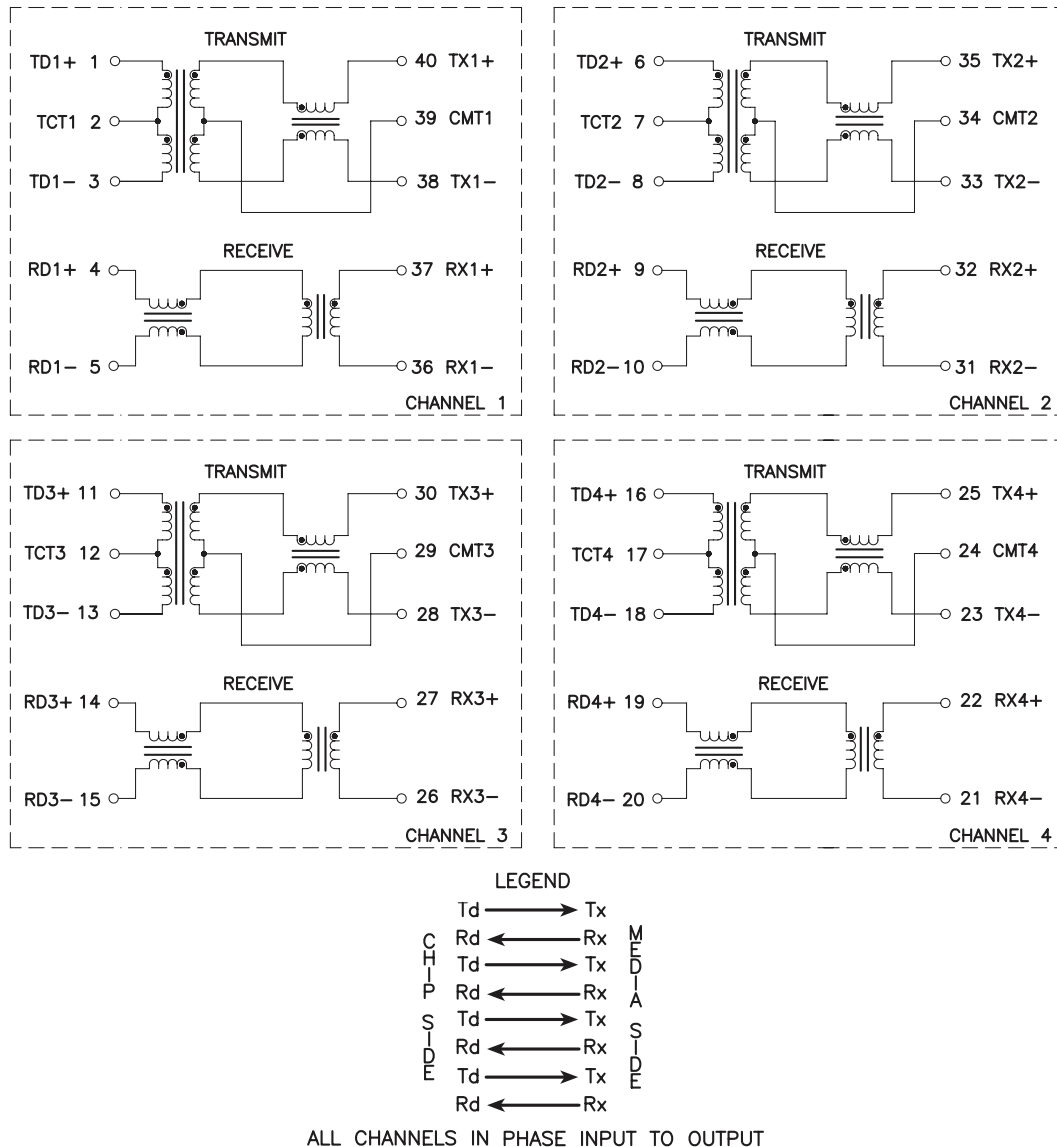 TRANSMIT
TD1+ 1
40 TX1+
TCT1 2
39 CMT1
TD1- 3
38 TX1-
RECEIVE
RD1+ 4
37 RX1+
RD1- 5
36 RX1-
CHANNEL 1
TRANSMIT
TD2+ 6
35 TX2+
TCT2 7
34 CMT2
TD2- 8
33 TX2-
RECEIVE
RD2+ 9
32 RX2+
RD2- 10
31 RX2-
CHANNEL 2
TRANSMIT
TD3+ 11
30 TX3+
TCT3 12
29 CMT3
TD3- 13
28 TX3-
RECEIVE
RD3+ 14
27 RX3+
RD3- 15
26 RX3-
CHANNEL 3
TRANSMIT
TD4+ 16
25 TX4+
TCT4 17
24 CMT4
TD4- 18
23 TX4-
RECEIVE
RD4+ 19
22 RX4+
RD4- 20
21 RX4-
CHANNEL 4
LEGEND
CHIP SIDE
Td Tx
Rd Rx
Td Tx
Rd Rx
Td Tx
Rd Rx
Td Tx
Rd Rx
MEDIA SIDE
ALL CHANNELS IN PHASE INPUT TO OUTPUT